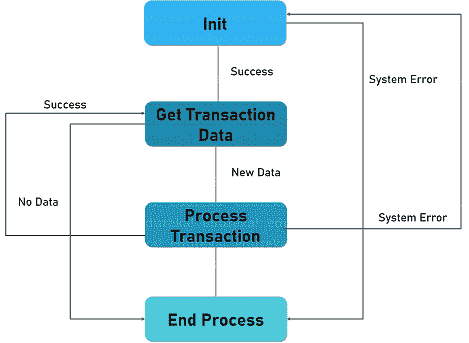 Init
Success
System Error
Success
Get Transaction
Data
New Data
No Data
Process
Transaction
System Error
End Process